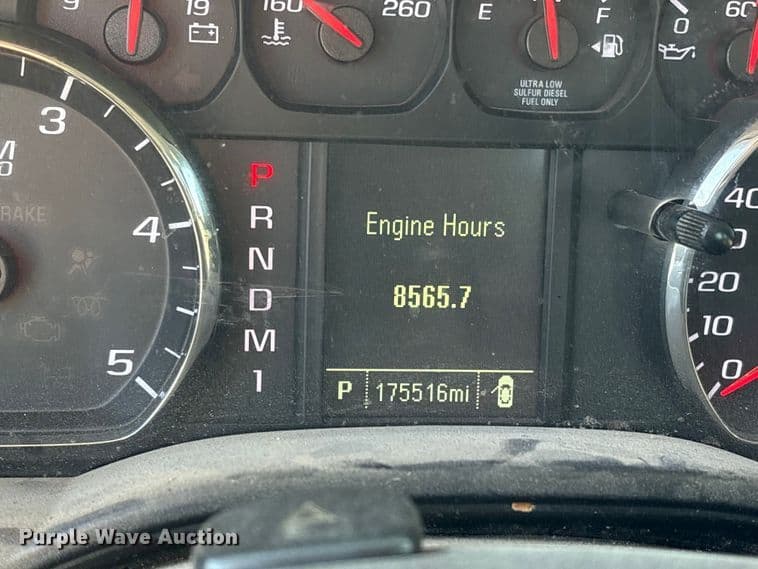 9 19
160 260
E F
0 60
ULTRA LOW
SULFUR DIESEL
FUEL ONLY
3
4
5
P
R
N
D
M
1
Engine Hours
8565.7
P 175516mi
40
20
10
0
Purple Wave Auction